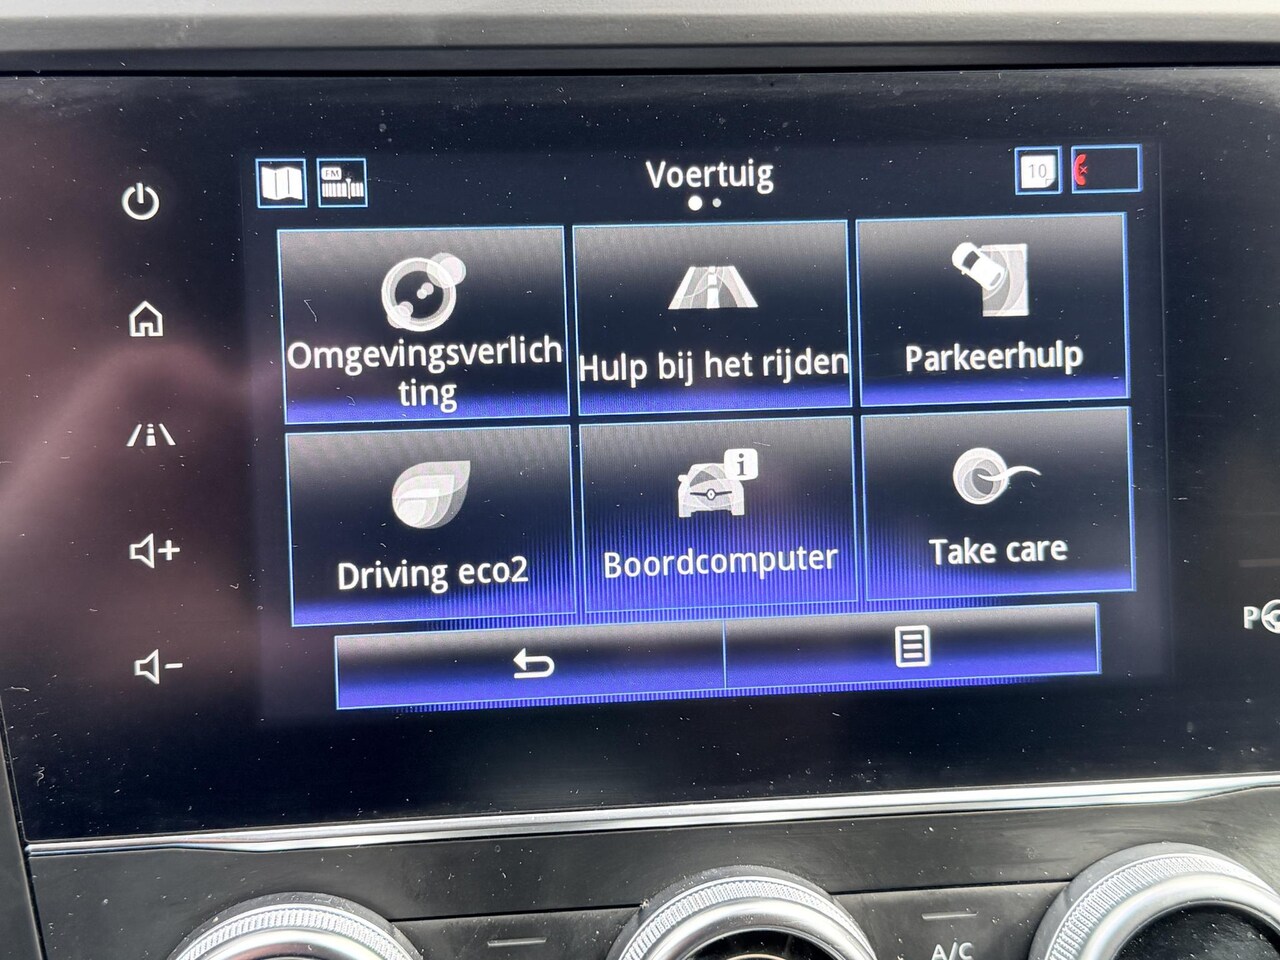 FM
Voertuig
10
Omgevingsverlich
ting
Hulp bij het rijden
Parkeerhulp
Driving eco2
i
Boordcomputer
Take care
P
A/C